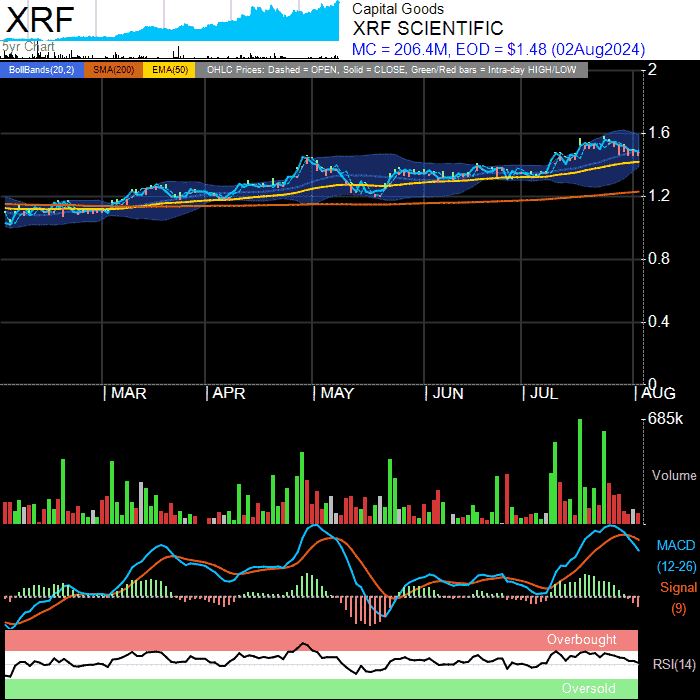 XRF
5yr Chart
Capital Goods
XRF SCIENTIFIC
MC = 206.4M, EOD = $1.48 (02Aug2024)
BollBands(20,2) SMA(200) EMA(50) OHLC Prices: Dashed = OPEN, Solid = CLOSE, Green/Red bars = Intra-day HIGH/LOW
2
1.6
1.2
0.8
0.4
0
MAR APR MAY JUN JUL AUG
685k
Volume
MACD
(12-26)
Signal
(9)
Overbought
RSI(14)
Oversold